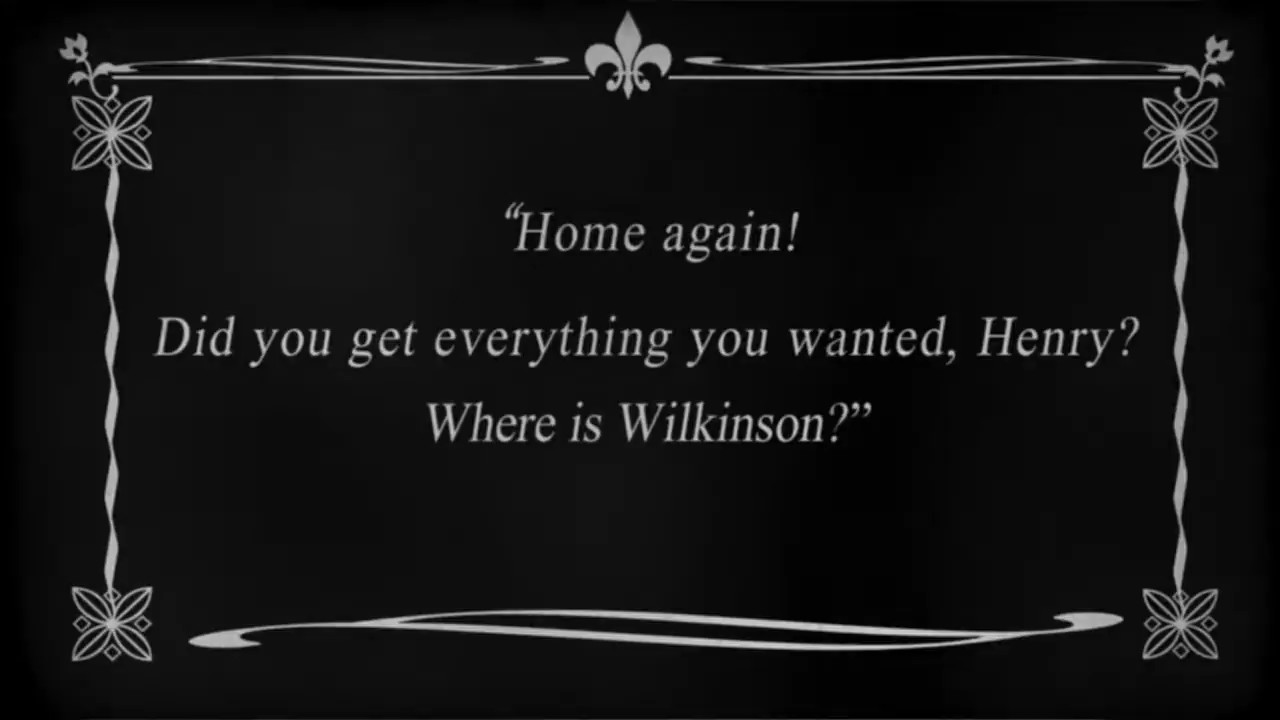 “Home again!
Did you get everything you wanted, Henry?
Where is Wilkinson?”